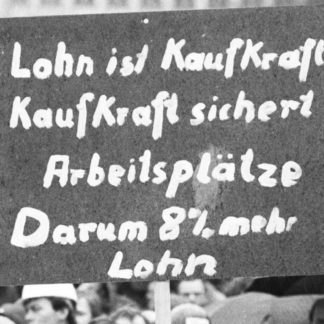 Lohn ist Kaufkraft
Kaufkraft sichert
Arbeitsplätze
Darum 8% mehr
Lohn